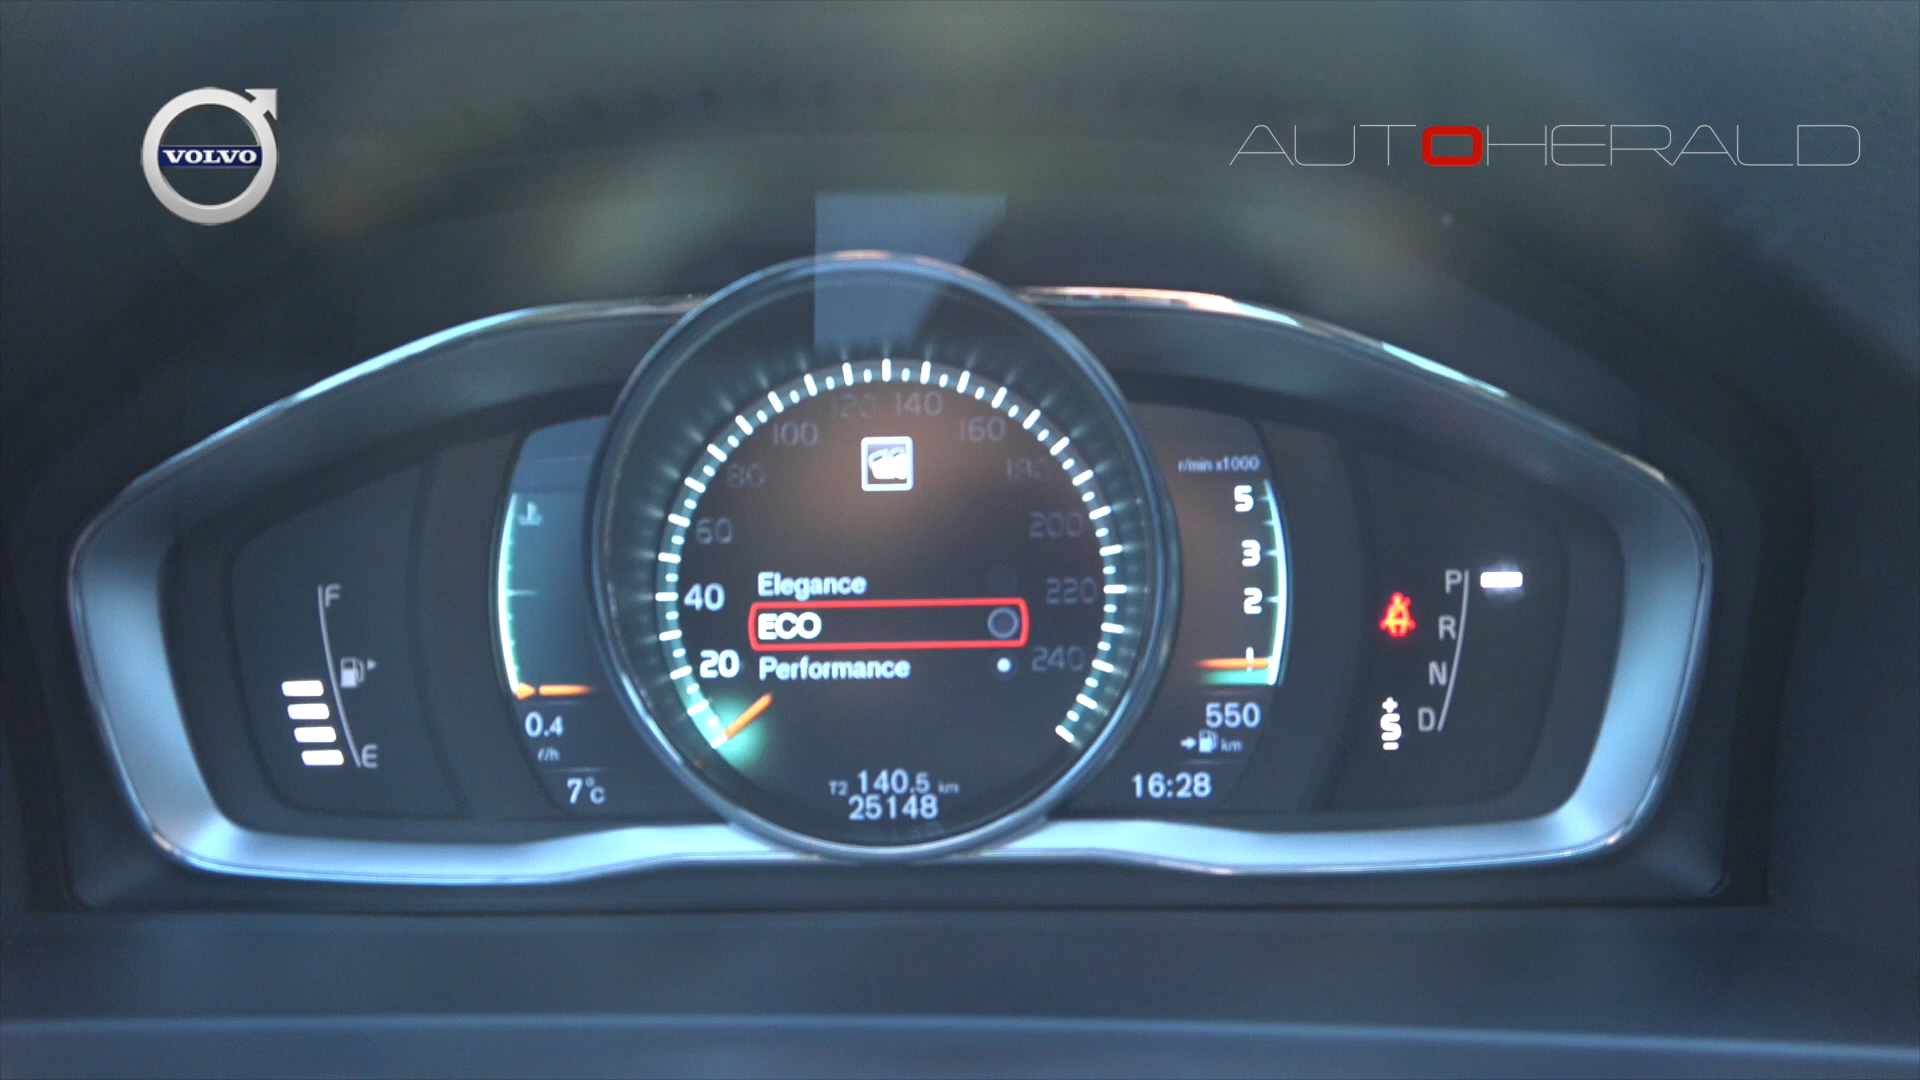 VOLVO
AUTOHERALD
120 140
100 160
80 180
60 200
40 220
20 240
Elegance
ECO
Performance
T2 140.5 km
25148
F
E
0.4
ℓ/h
7°C
r/min x1000
5
3
2
1
550
km
16:28
P
R
N
D
+
S
-